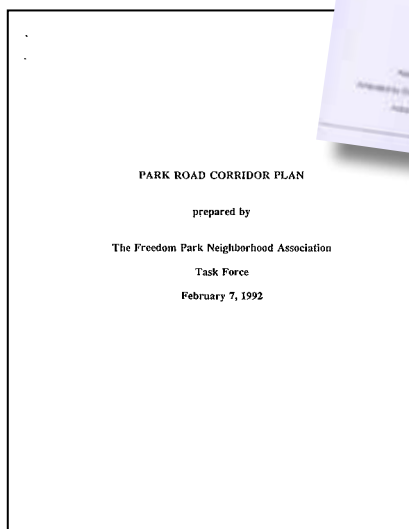 PARK ROAD CORRIDOR PLAN
prepared by
The Freedom Park Neighborhood Association
Task Force
February 7, 1992